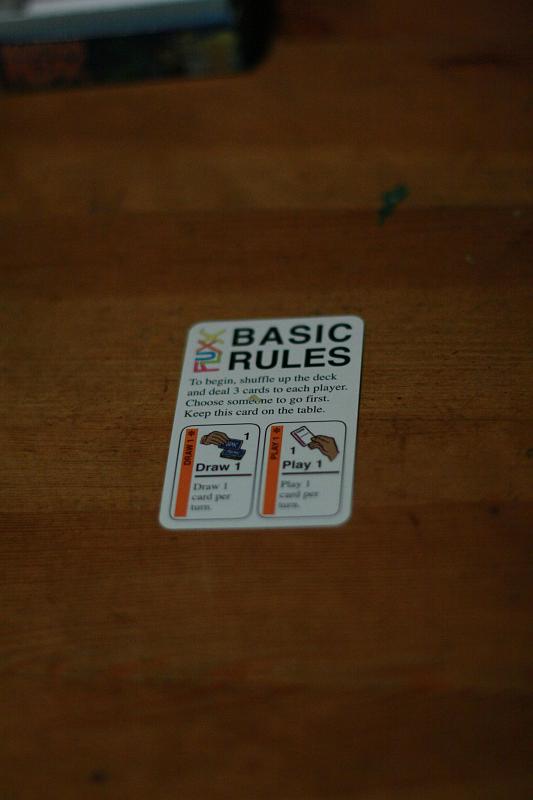 FLUXX
BASIC
RULES
To begin, shuffle up the deck
and deal 3 cards to each player.
Choose someone to go first.
Keep this card on the table.
DRAW 1
1
Draw 1
Draw 1
card per
turn.
PLAY 1
1
Play 1
Play 1
card per
turn.